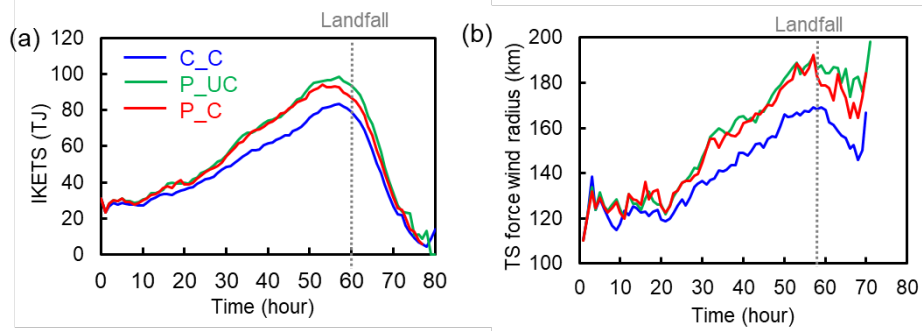 Landfall
(a)
120
100
80
60
40
20
0
IKETS (TJ)
C_C
P_UC
P_C
0 10 20 30 40 50 60 70 80
Time (hour)
Landfall
(b)
200
180
160
140
120
100
TS force wind radius (km)
0 10 20 30 40 50 60 70 80
Time (hour)